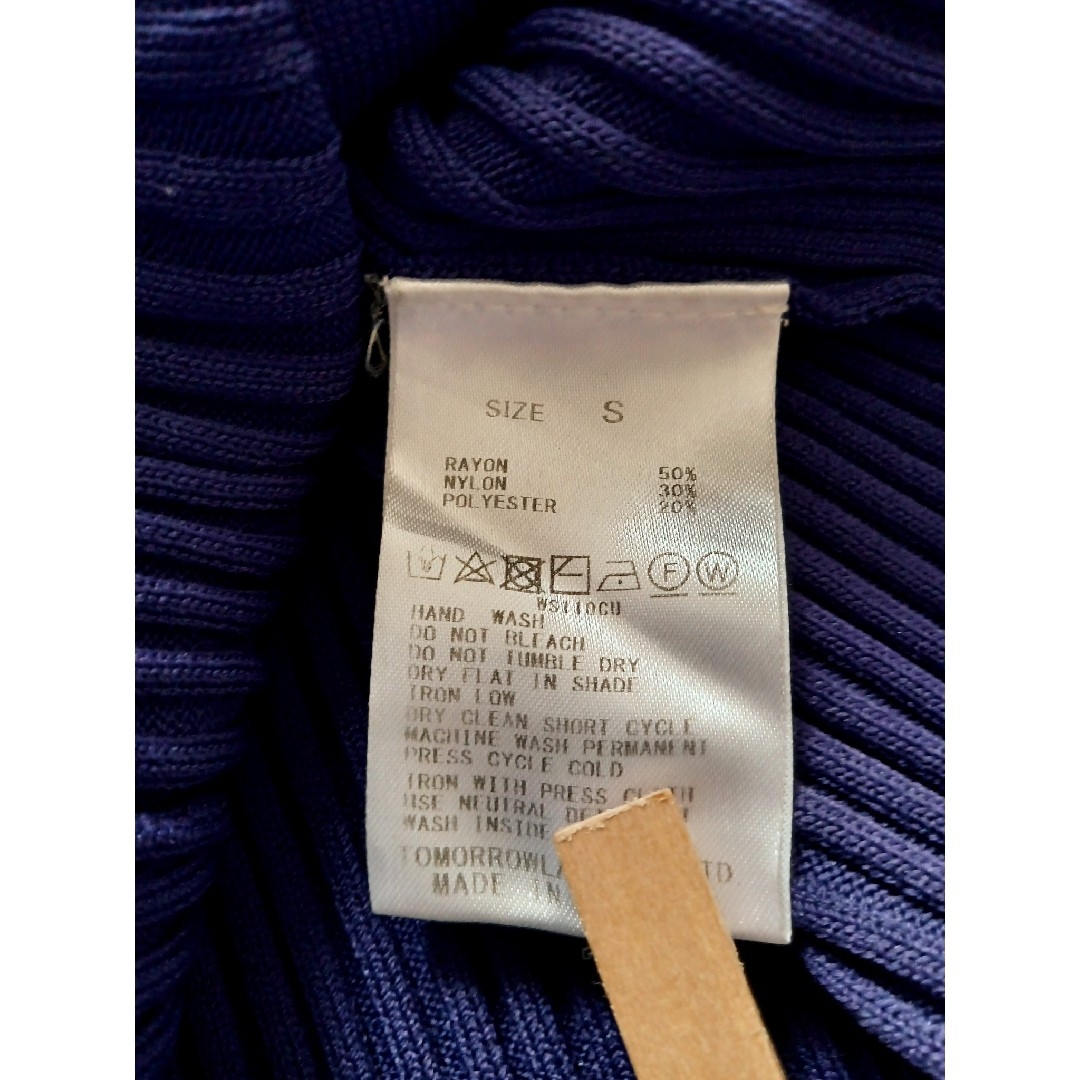 SIZE S
RAYON 50%
NYLON 30%
POLYESTER 20%
F W
HAND WASH
DO NOT BLEACH
DO NOT TUMBLE DRY
DRY FLAT IN SHADE
IRON LOW
DRY CLEAN SHORT CYCLE
MACHINE WASH PERMANENT
PRESS CYCLE COLD
IRON WITH PRESS
USE NEUTRAL
WASH INSIDE
MADE IN